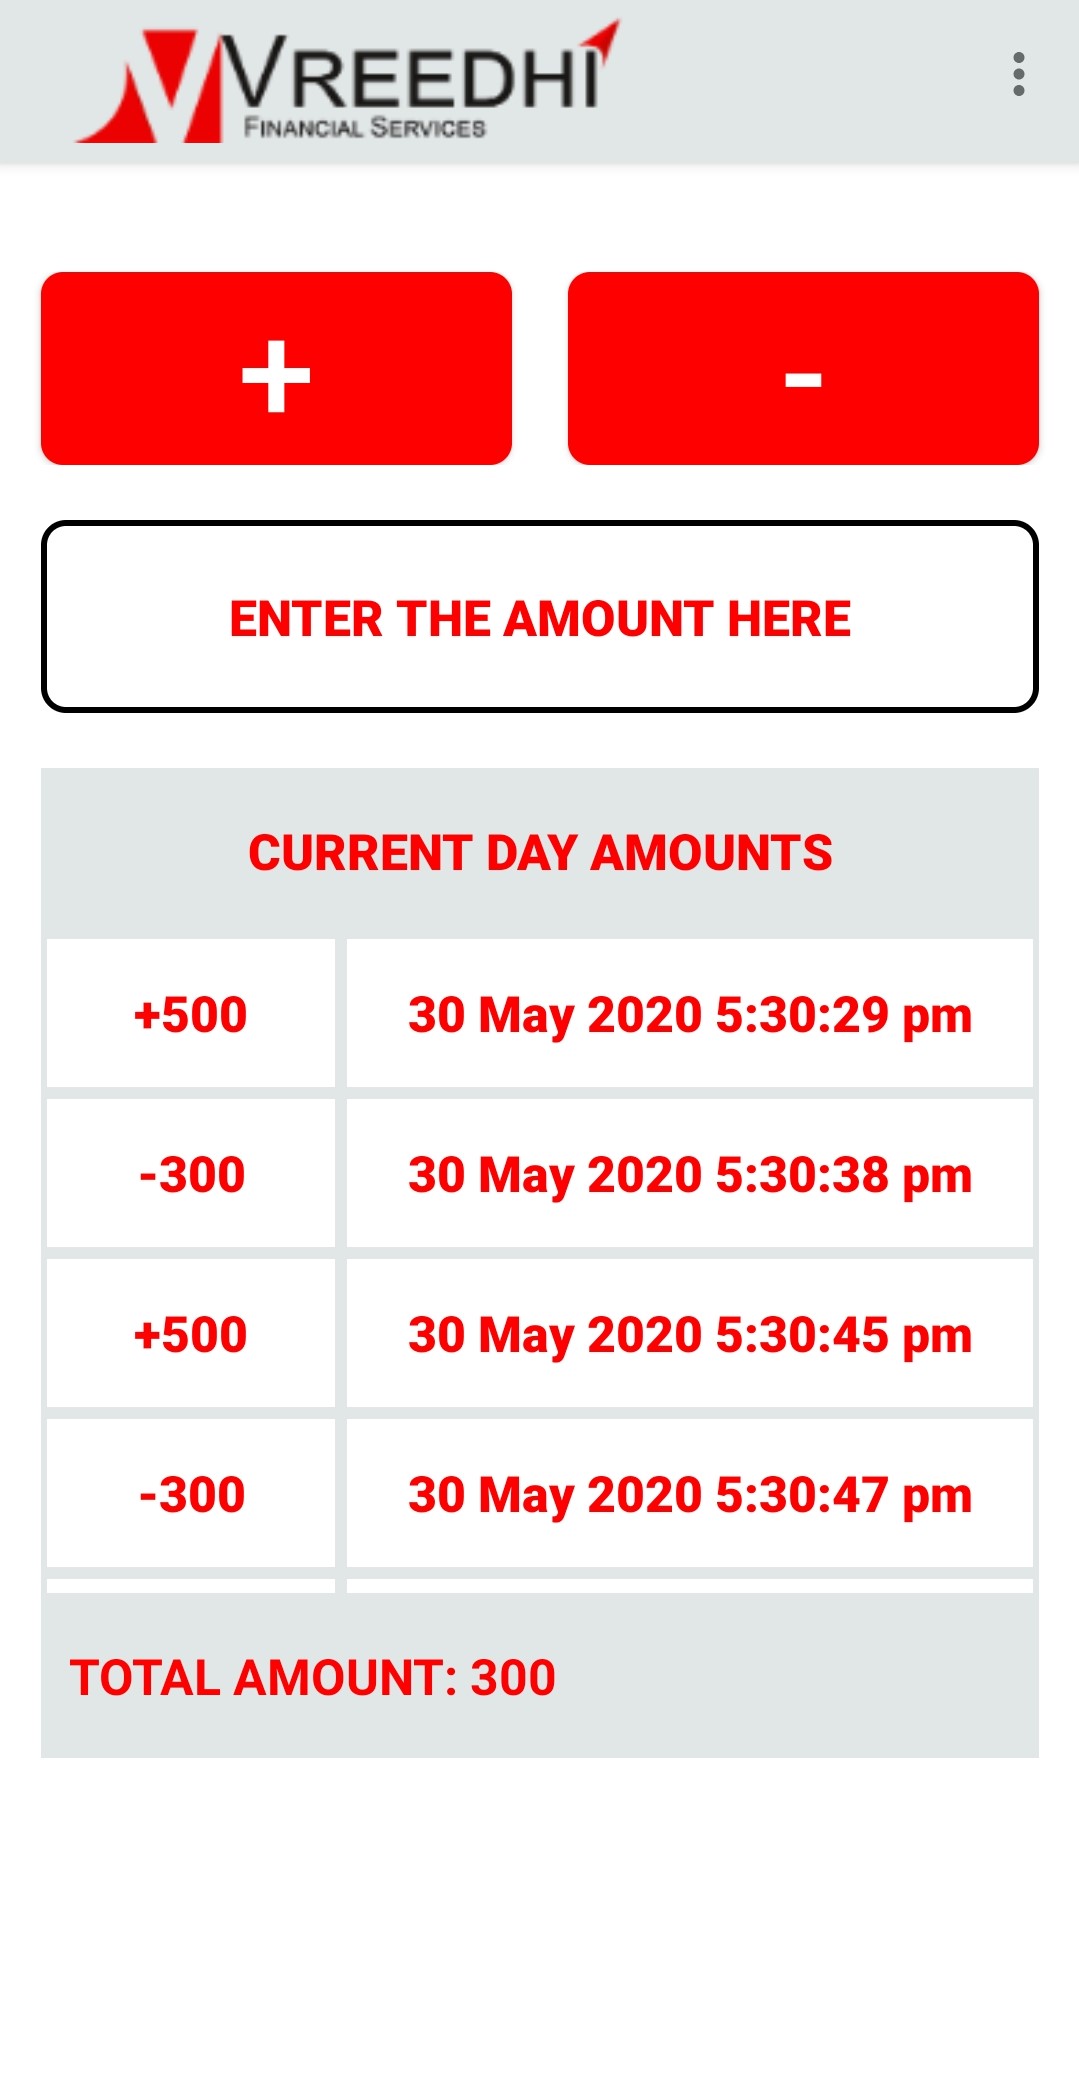 VREEDHI
FINANCIAL SERVICES
+ -
ENTER THE AMOUNT HERE
CURRENT DAY AMOUNTS
+500 30 May 2020 5:30:29 pm
-300 30 May 2020 5:30:38 pm
+500 30 May 2020 5:30:45 pm
-300 30 May 2020 5:30:47 pm
TOTAL AMOUNT: 300